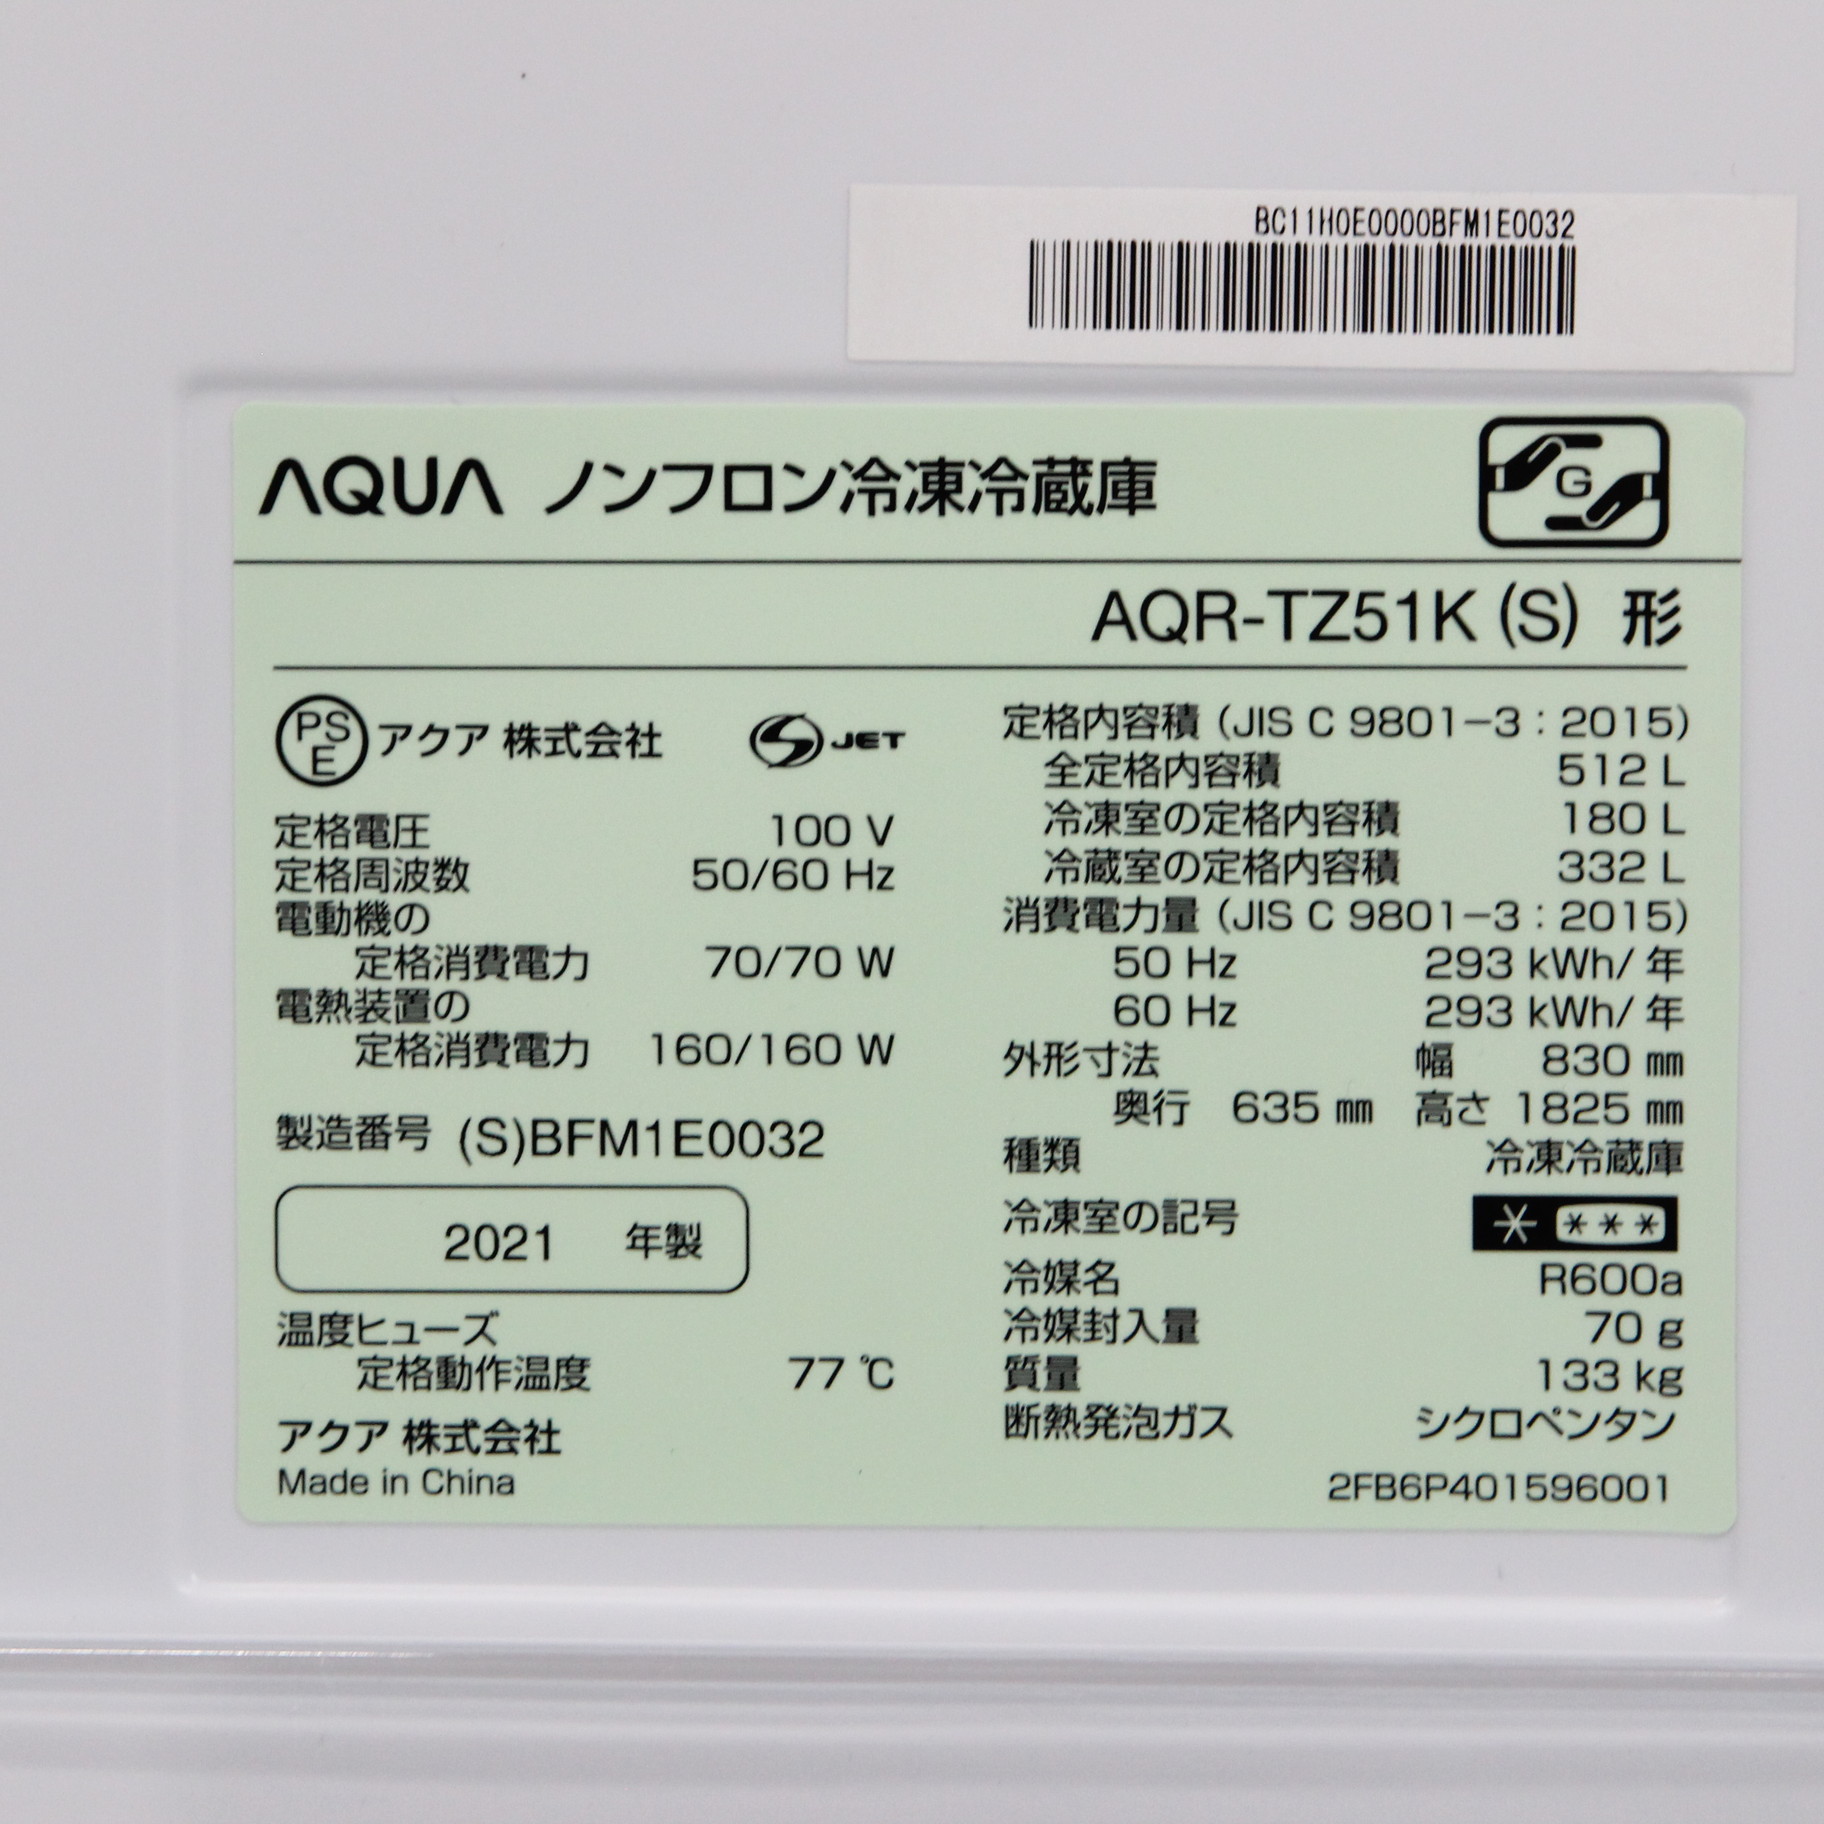 BC11H0E0000BFM1E0032
AQUA ノンフロン冷凍冷蔵庫
G
AQR-TZ51K (S) 形
PSE アクア 株式会社 S JET
定格電圧 100 V
定格周波数 50/60 Hz
電動機の
定格消費電力 70/70 W
電熱装置の
定格消費電力 160/160 W
製造番号 (S)BFM1E0032
2021 年製
温度ヒューズ
定格動作温度 77 ℃
アクア 株式会社
Made in China
定格内容積 (JIS C 9801-3 : 2015)
全定格内容積 512 L
冷凍室の定格内容積 180 L
冷蔵室の定格内容積 332 L
消費電力量 (JIS C 9801-3 : 2015)
50 Hz 293 kWh/ 年
60 Hz 293 kWh/ 年
外形寸法 幅 830 ㎜
奥行 635 ㎜ 高さ 1825 ㎜
種類 冷凍冷蔵庫
冷凍室の記号 * ***
冷媒名 R600a
冷媒封入量 70 g
質量 133 kg
断熱発泡ガス シクロペンタン
2FB6P401596001